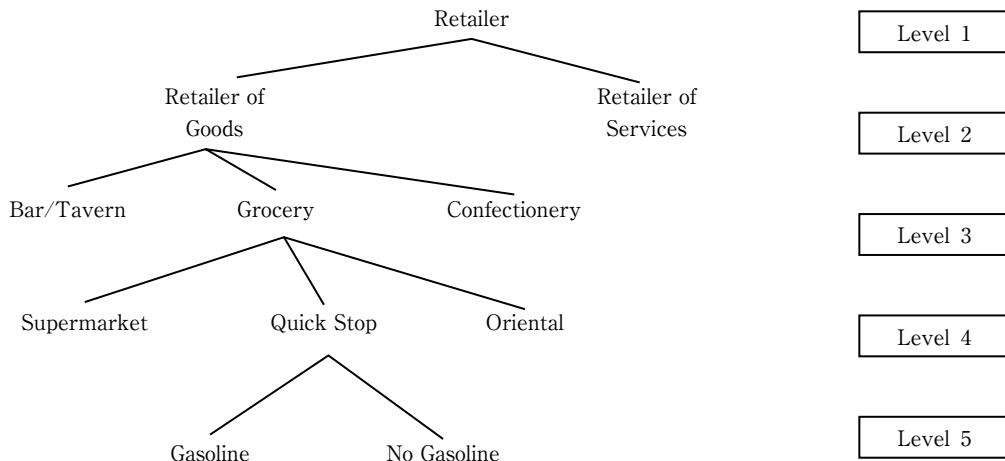 Retailer
Level 1
Retailer of
Goods
Retailer of
Services
Level 2
Bar/Tavern
Grocery
Confectionery
Level 3
Supermarket
Quick Stop
Oriental
Level 4
Gasoline
No Gasoline
Level 5